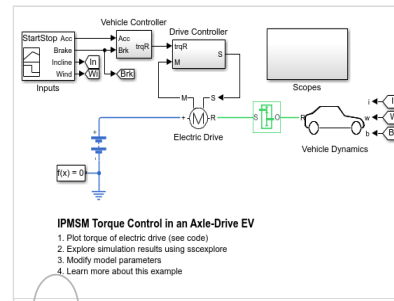 Vehicle Controller
Drive Controller
StartStop
Acc
Brake
Incline
Wind
Inputs
In
Wi
Acc
Brk
trqR
Brk
trqR
M
S
Scopes
M
S
+
M
R
Electric Drive
S
O
R
Vehicle Dynamics
i
w
b
I
W
B
+
-
f(x) = 0
IPMSM Torque Control in an Axle-Drive EV
1. Plot torque of electric drive (see code)
2. Explore simulation results using sscexplore
3. Modify model parameters
4. Learn more about this example